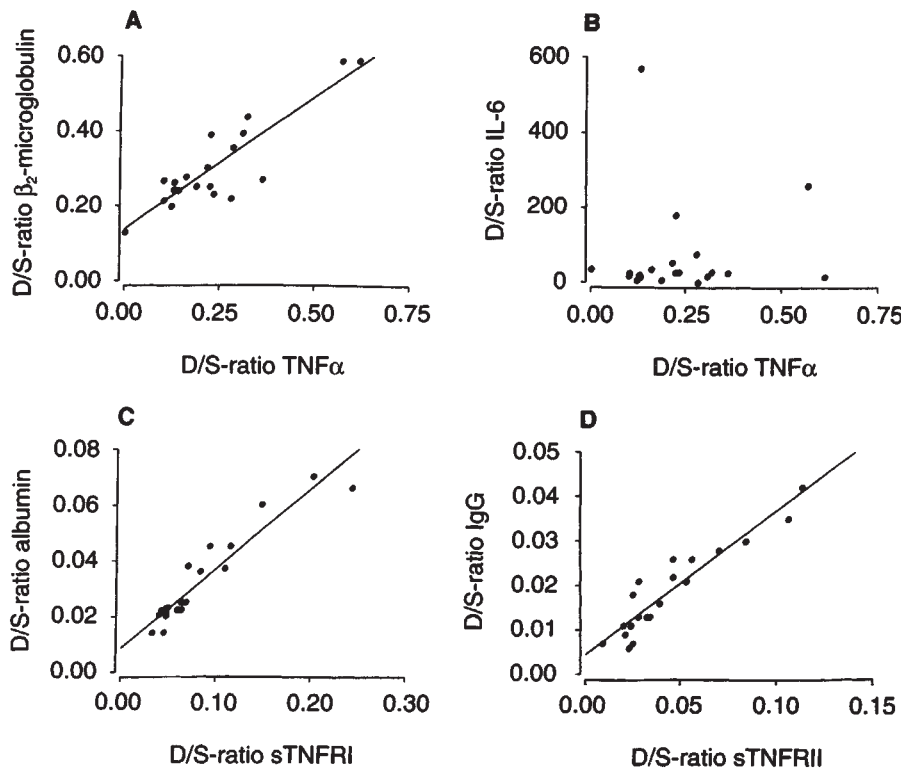 A
D/S-ratio β₂-microglobulin
0.60
0.40
0.20
0.00
0.00 0.25 0.50 0.75
D/S-ratio TNFα
B
D/S-ratio IL-6
600
400
200
0
0.00 0.25 0.50 0.75
D/S-ratio TNFα
C
D/S-ratio albumin
0.08
0.06
0.04
0.02
0.00
0.00 0.10 0.20 0.30
D/S-ratio sTNFRI
D
D/S-ratio IgG
0.05
0.04
0.03
0.02
0.01
0.00
0.00 0.05 0.10 0.15
D/S-ratio sTNFRII